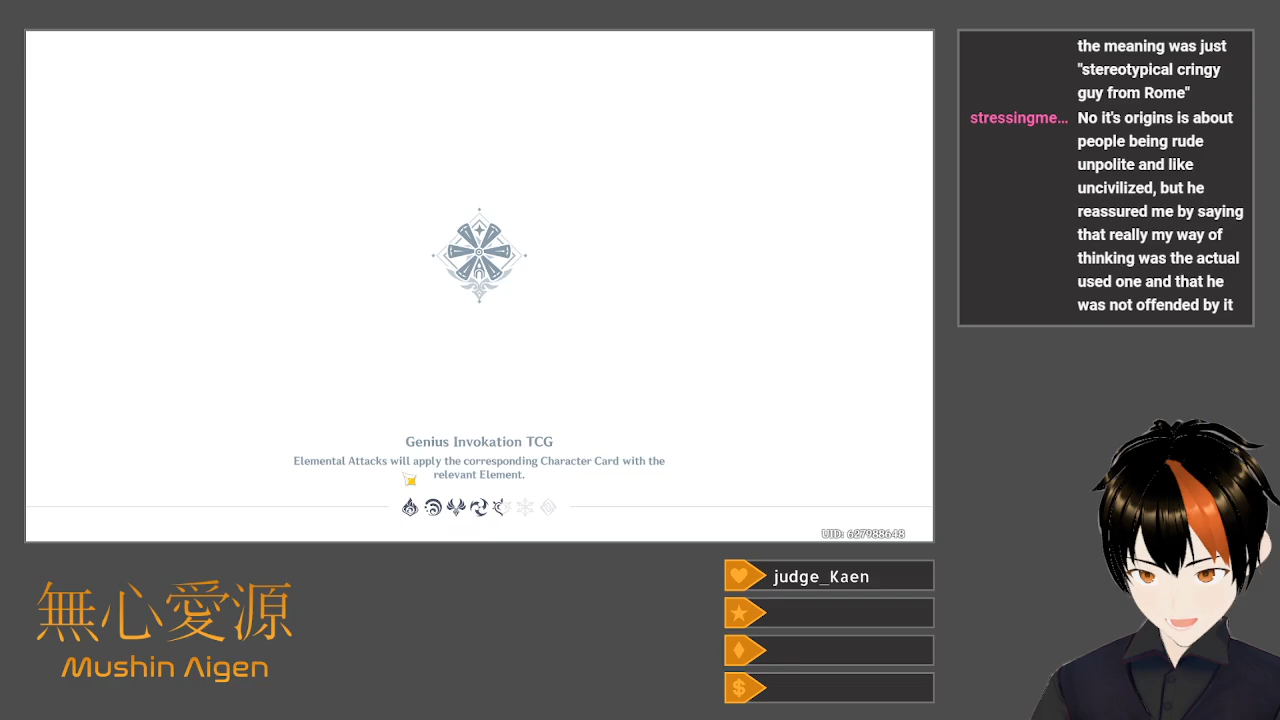 the meaning was just
"stereotypical cringy
guy from Rome"
stressingme... No it's origins is about
people being rude
unpolite and like
uncivilized, but he
reassured me by saying
that really my way of
thinking was the actual
used one and that he
was not offended by it
Genius Invokation TCG
Elemental Attacks will apply the corresponding Character Card with the
relevant Element.
UID: 627988648
無心愛源
Mushin Aigen
judge_Kaen